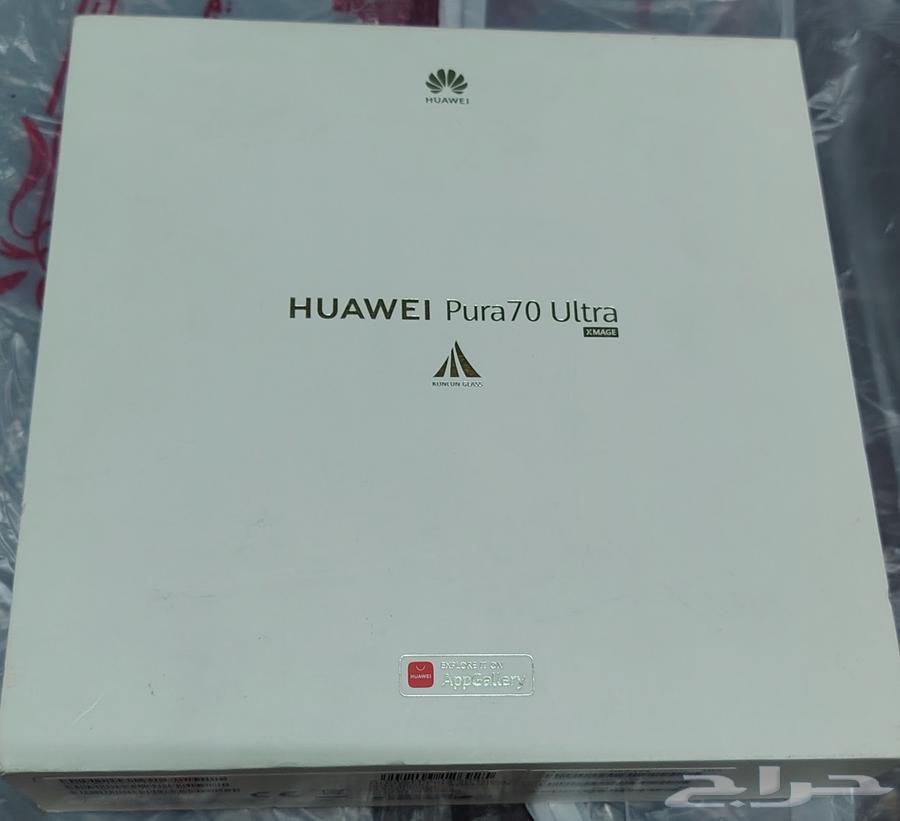 HUAWEI
HUAWEI Pura70 Ultra
XMAGE
KUNLUN GLASS
HUAWEI
EXPLORE IT ON
AppGallery
حراج